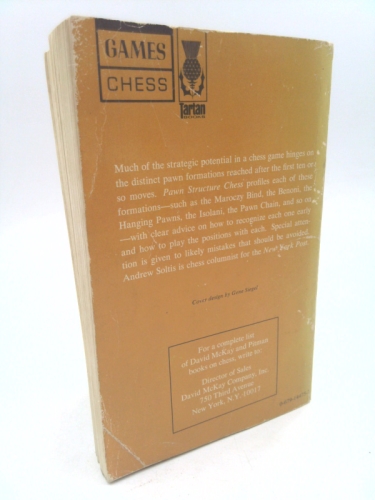 GAMES
CHESS
Tartan
Much of the strategic potential in a chess game hinges on
the distinct pawn formations reached after the first ten or
so moves. Pawn Structure Chess profiles each of these
formations—such as the Maroczy Bind, the Benoni, the
Hanging Pawns, the Isolani, the Pawn Chain, and so on
—with clear advice on how to recognize each one early
and how to play the positions with each. Special atten-
tion is given to likely mistakes that should be avoided.
Andrew Soltis is chess columnist for the New York Post.
Cover design by Gene Siegel
For a complete list
of David McKay and Pitman
books on chess, write to:
Director of Sales
David McKay Company, Inc.
750 Third Avenue
New York, N.Y. 10017